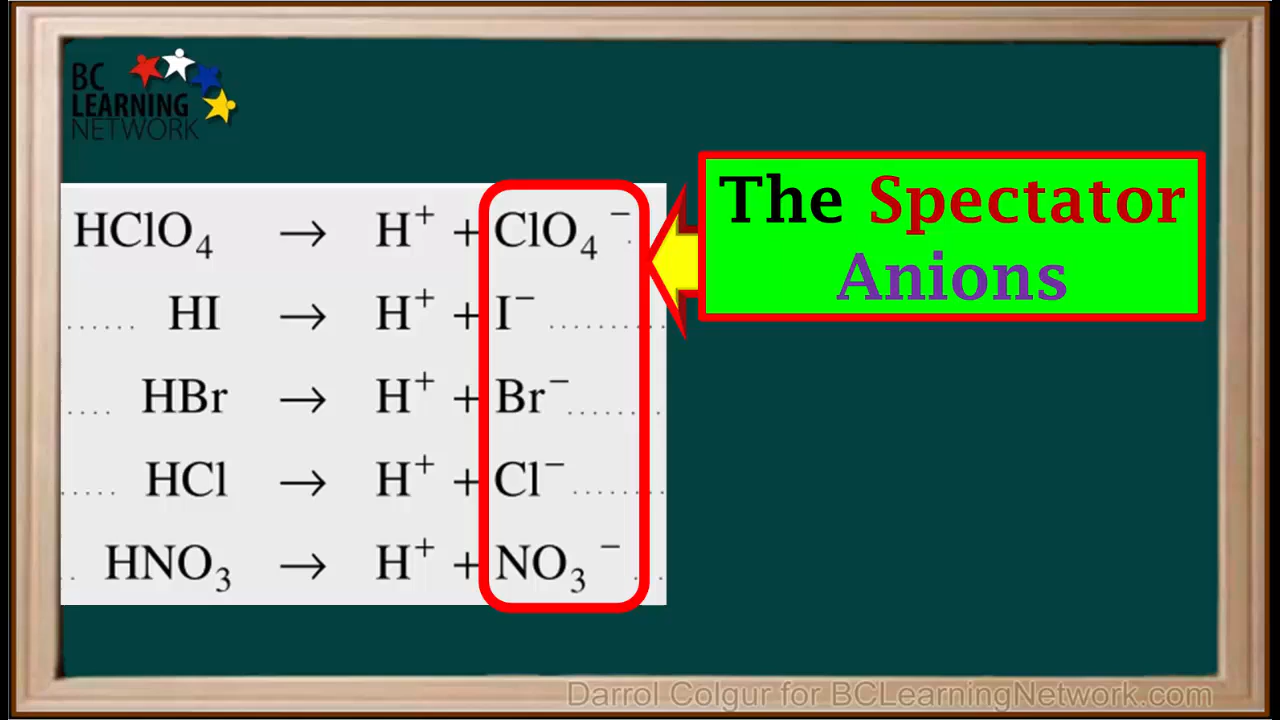 BC
LEARNING
NETWORK
The Spectator
Anions
HClO₄ → H⁺ + ClO₄⁻
...... HI → H⁺ + I⁻ ..........
.... HBr → H⁺ + Br⁻ ........
..... HCl → H⁺ + Cl⁻ ........
.. HNO₃ → H⁺ + NO₃⁻ ...
Darrol Colgur for BCLearningNetwork.com